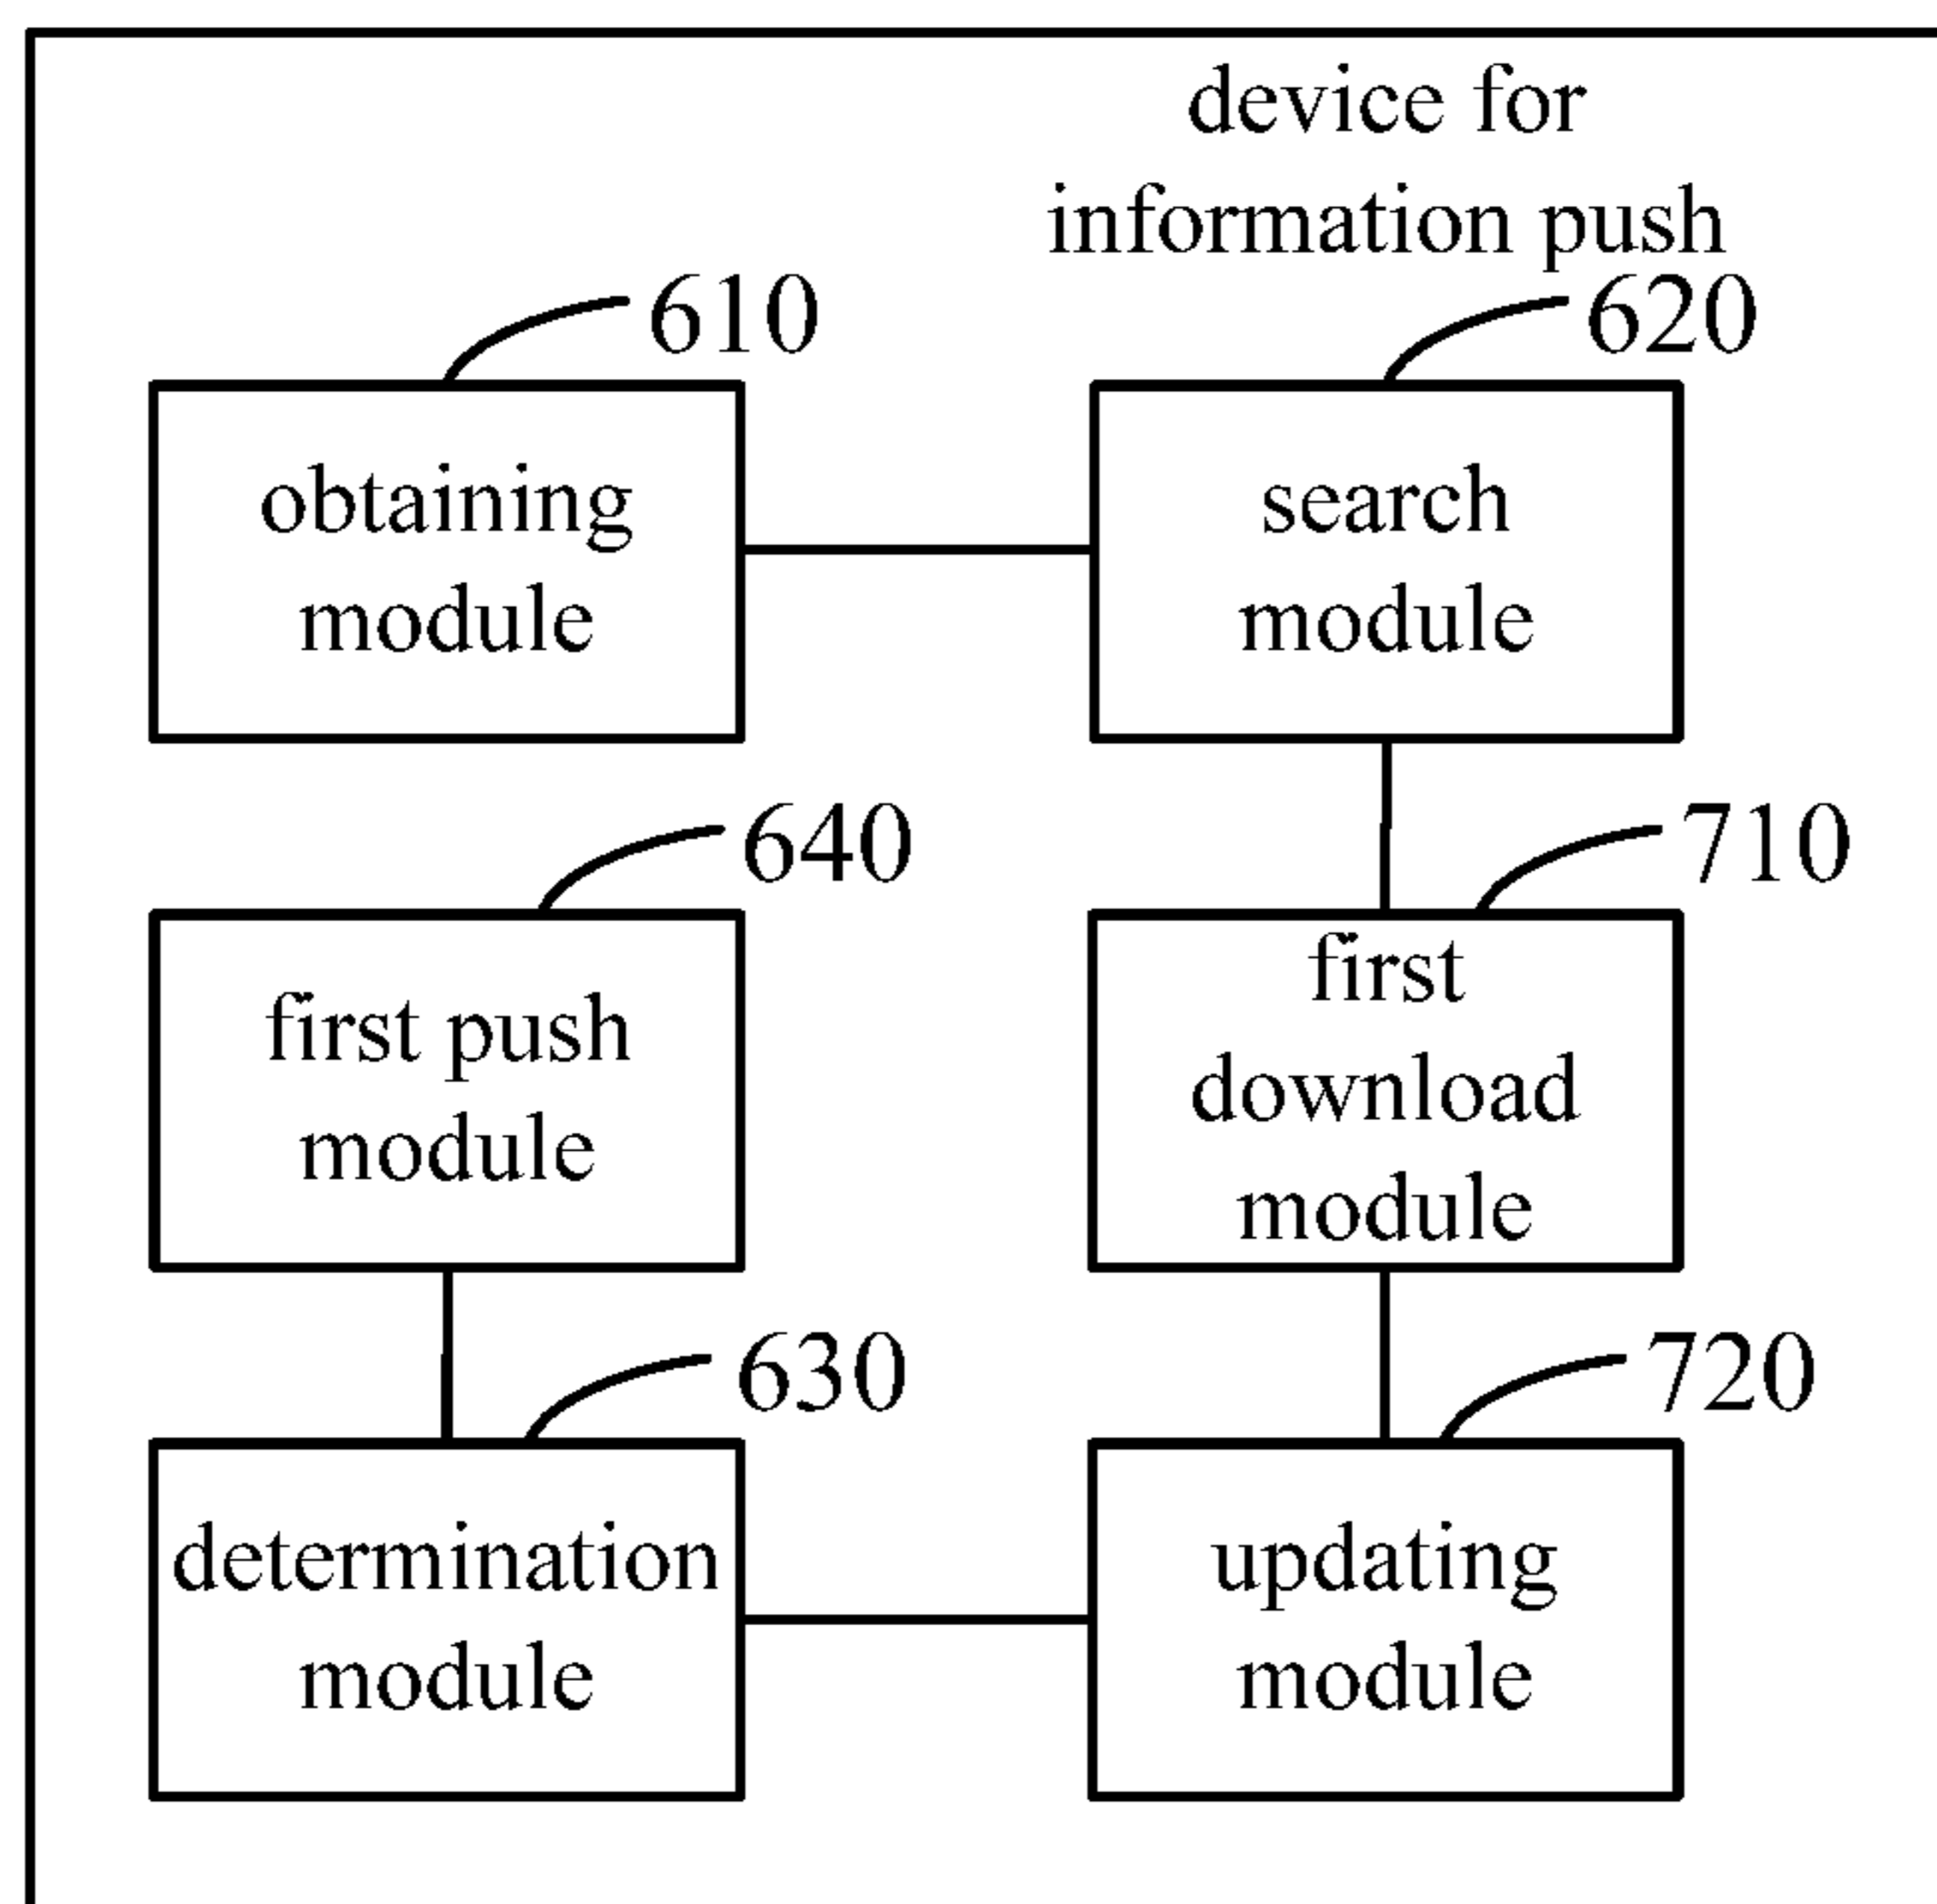 device for
information push
610
620
obtaining
module
search
module
640
710
first push
module
first
download
module
630
720
determination
module
updating
module